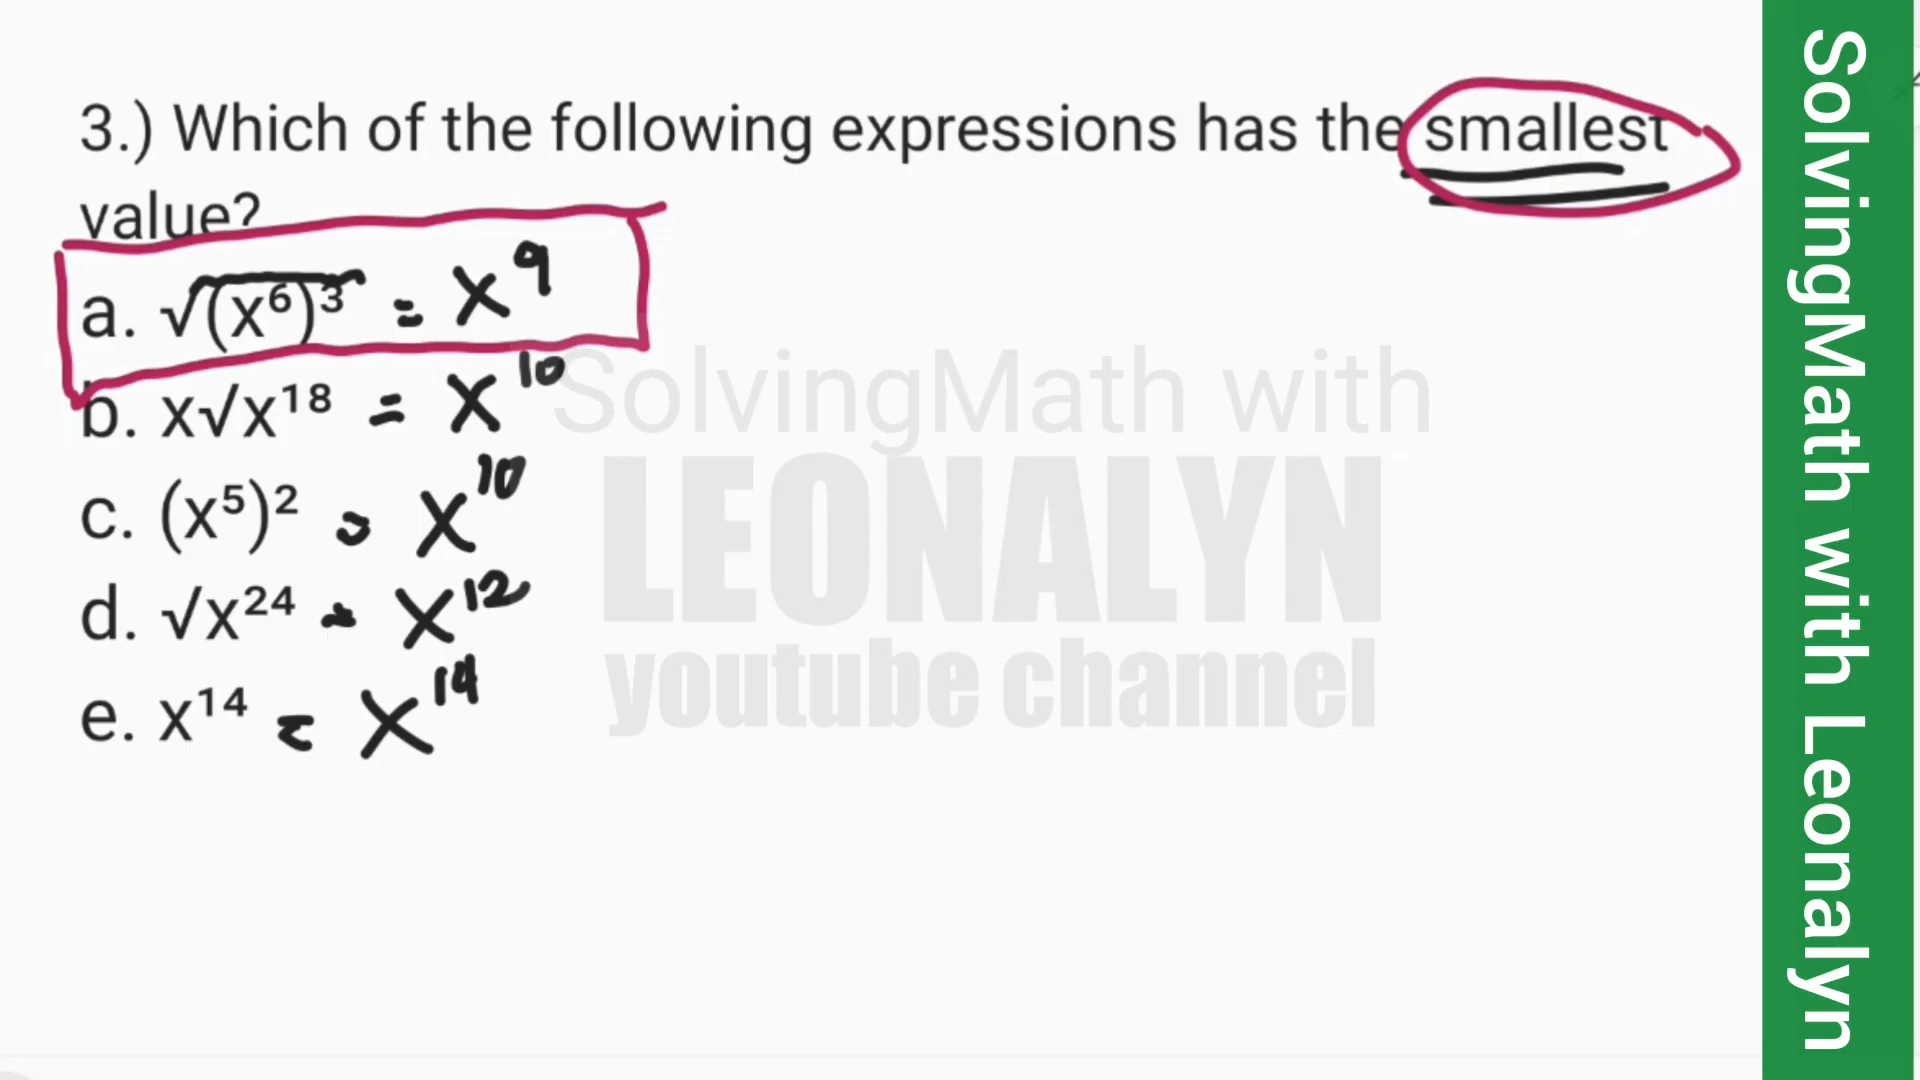 3.) Which of the following expressions has the smallest
value?
a. √(x⁶)³ = x⁹
b. x√x¹⁸ = x¹⁰
c. (x⁵)² = x¹⁰
d. √x²⁴ = x¹²
e. x¹⁴ = x¹⁴
SolvingMath with
LEONALYN
youtube channel
SolvingMath with Leonalyn